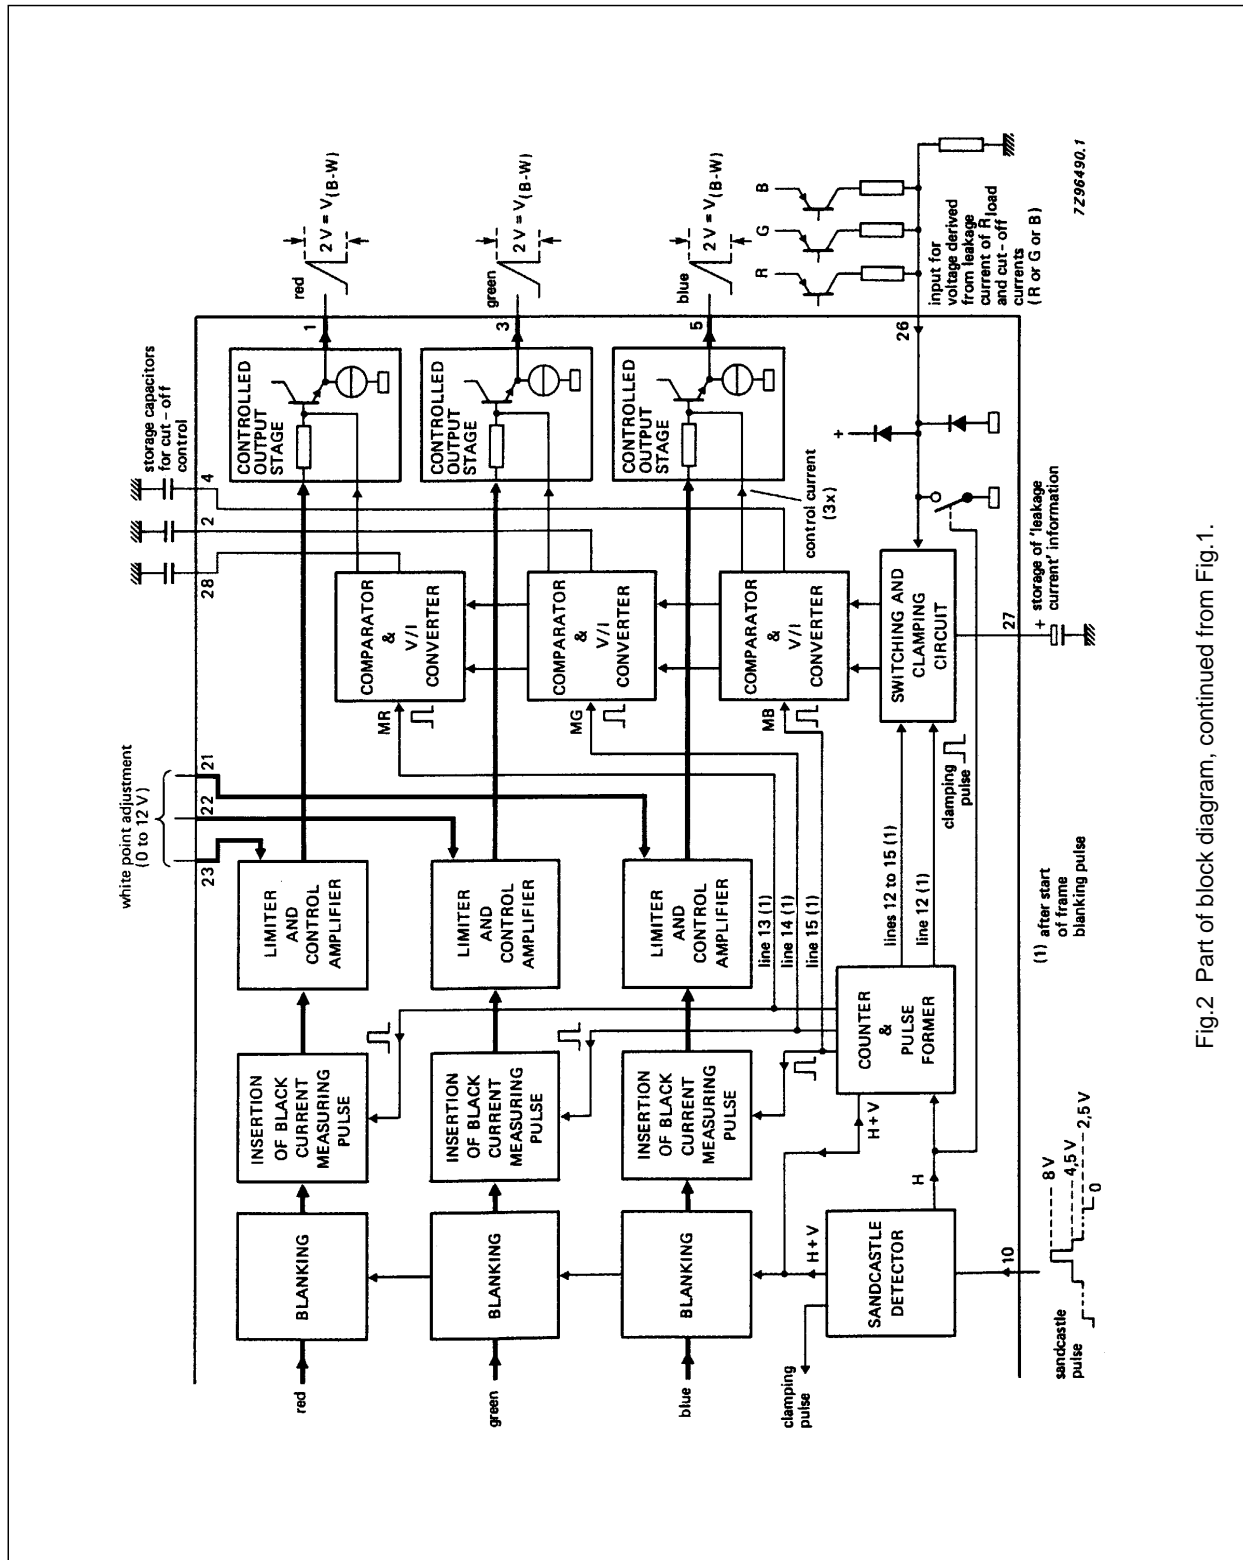 white point adjustment
(0 to 12 V)
23
22
21
28
2
4
storage capacitors
for cut-off
control
red
BLANKING
INSERTION
OF BLACK
CURRENT
MEASURING
PULSE
LIMITER
AND
CONTROL
AMPLIFIER
MR
COMPARATOR
&
V/I
CONVERTER
CONTROLLED
OUTPUT
STAGE
1
red
2 V = V(B-W)
green
BLANKING
INSERTION
OF BLACK
CURRENT
MEASURING
PULSE
LIMITER
AND
CONTROL
AMPLIFIER
MG
COMPARATOR
&
V/I
CONVERTER
CONTROLLED
OUTPUT
STAGE
3
green
2 V = V(B-W)
blue
BLANKING
INSERTION
OF BLACK
CURRENT
MEASURING
PULSE
LIMITER
AND
CONTROL
AMPLIFIER
line 13 (1)
line 14 (1)
line 15 (1)
MB
COMPARATOR
&
V/I
CONVERTER
CONTROLLED
OUTPUT
STAGE
control current
(3x)
5
blue
2 V = V(B-W)
clamping
pulse
H+V
H+V
SANDCASTLE
DETECTOR
H
COUNTER
&
PULSE
FORMER
lines 12 to 15 (1)
line 12 (1)
clamping
pulse
SWITCHING AND
CLAMPING
CIRCUIT
+
26
R
G
B
input for
voltage derived
from leakage
current of Rload
and cut-off
currents
(R or G or B)
sandcastle
pulse
10
8 V
4,5 V
2,5 V
0
(1) after start
of frame
blanking pulse
27
+
storage of 'leakage
current' information
7Z96490.1
Fig.2 Part of block diagram, continued from Fig.1.